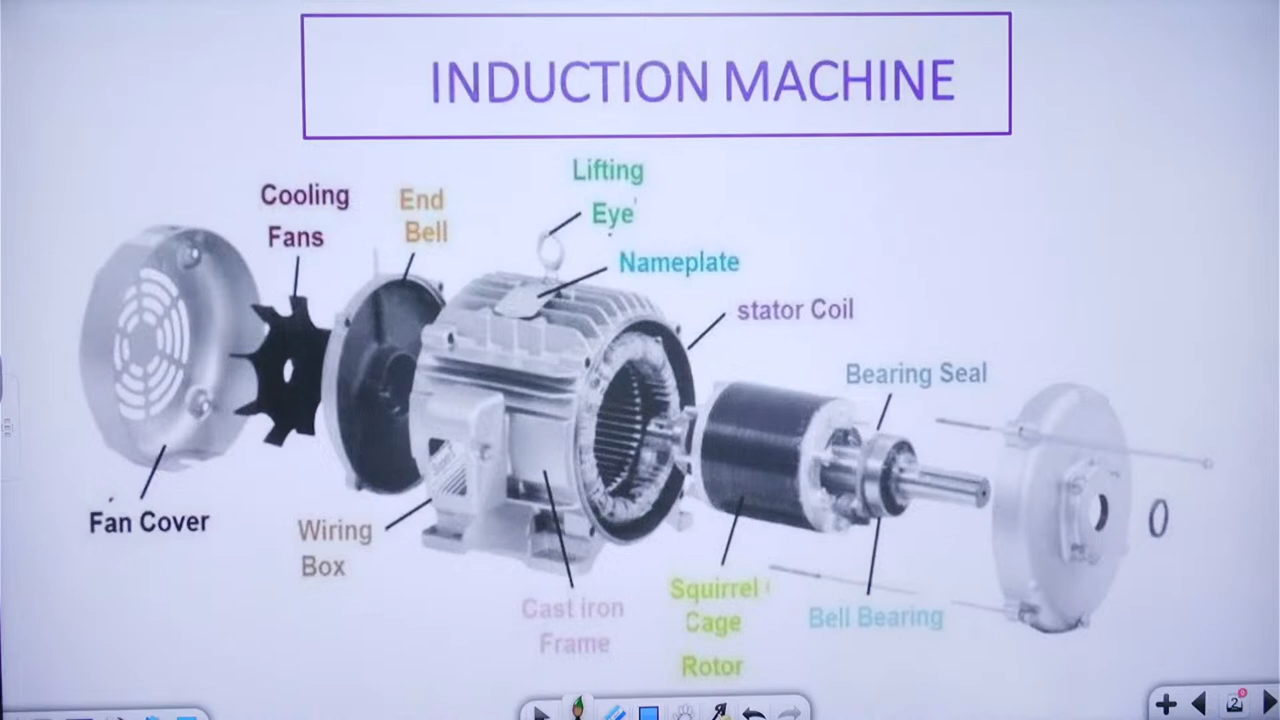 INDUCTION MACHINE
Lifting
Eye
Cooling
Fans
End
Bell
Nameplate
stator Coil
Bearing Seal
Fan Cover
Wiring
Box
Cast iron
Frame
Squirrel
Cage
Rotor
Bell Bearing
2